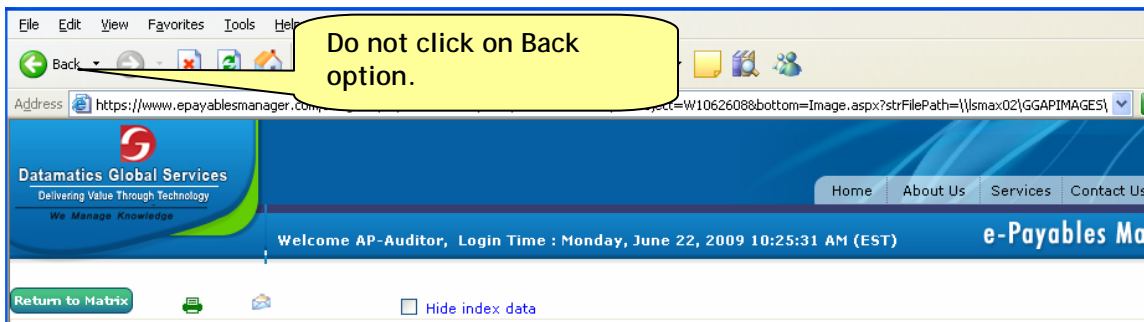 File Edit View Favorites Tools Help
Do not click on Back
option.
Back
Address https://www.epayablesmanager.com ject=W1062608&bottom=Image.aspx?strFilePath=\\lsmax02\GGAPIMAGES\
Datamatics Global Services
Delivering Value Through Technology
We Manage Knowledge
Home About Us Services Contact Us
Welcome AP-Auditor, Login Time : Monday, June 22, 2009 10:25:31 AM (EST) e-Payables Ma
Return to Matrix Hide index data